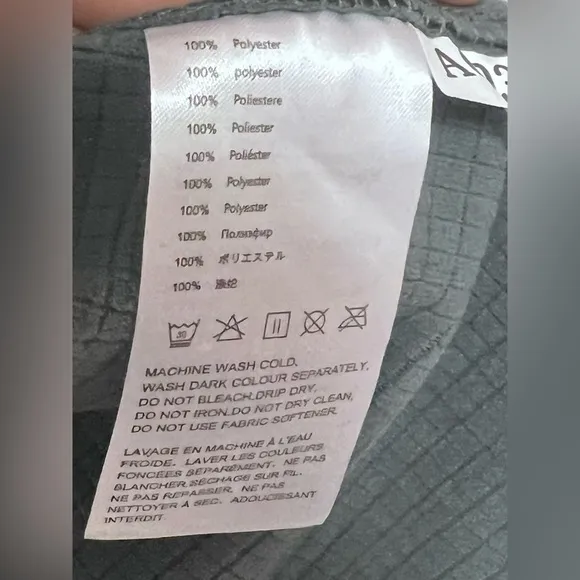 100% Polyester
100% polyester
100% Poliestere
100% Poliester
100% Poliéster
100% Polyester
100% Polyester
100% Полиэфир
100% ポリエステル
100%
30
MACHINE WASH COLD.
WASH DARK COLOUR SEPARATELY.
DO NOT BLEACH.DRIP DRY.
DO NOT IRON.DO NOT DRY CLEAN.
DO NOT USE FABRIC SOFTENER.
LAVAGE EN MACHINE À L'EAU
FROIDE. LAVER LES COULEURS
FONCÉES SÉPARÉMENT. NE PAS
BLANCHIR.SÉCHAGE SUR FIL.
NE PAS REPASSER. NE PAS
NETTOYER À SEC. ADOUCISSANT
INTERDIT.